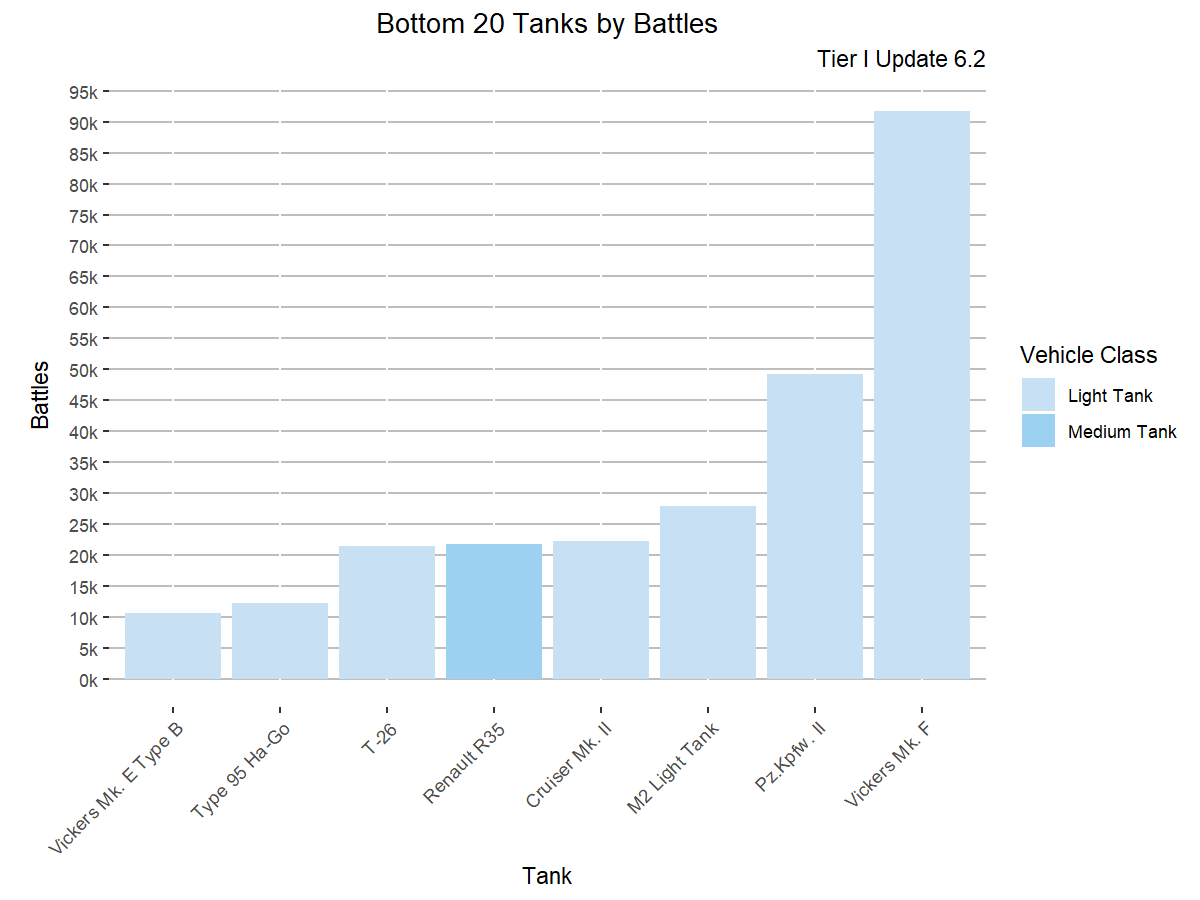 Bottom 20 Tanks by Battles
Tier I Update 6.2
95k
90k
85k
80k
75k
70k
65k
60k
55k
50k
45k
40k
35k
30k
25k
20k
15k
10k
5k
0k
Battles
Vickers Mk. E Type B
Type 95 Ha-Go
T-26
Renault R35
Cruiser Mk. II
M2 Light Tank
Pz.Kpfw. II
Vickers Mk. F
Tank
Vehicle Class
Light Tank
Medium Tank